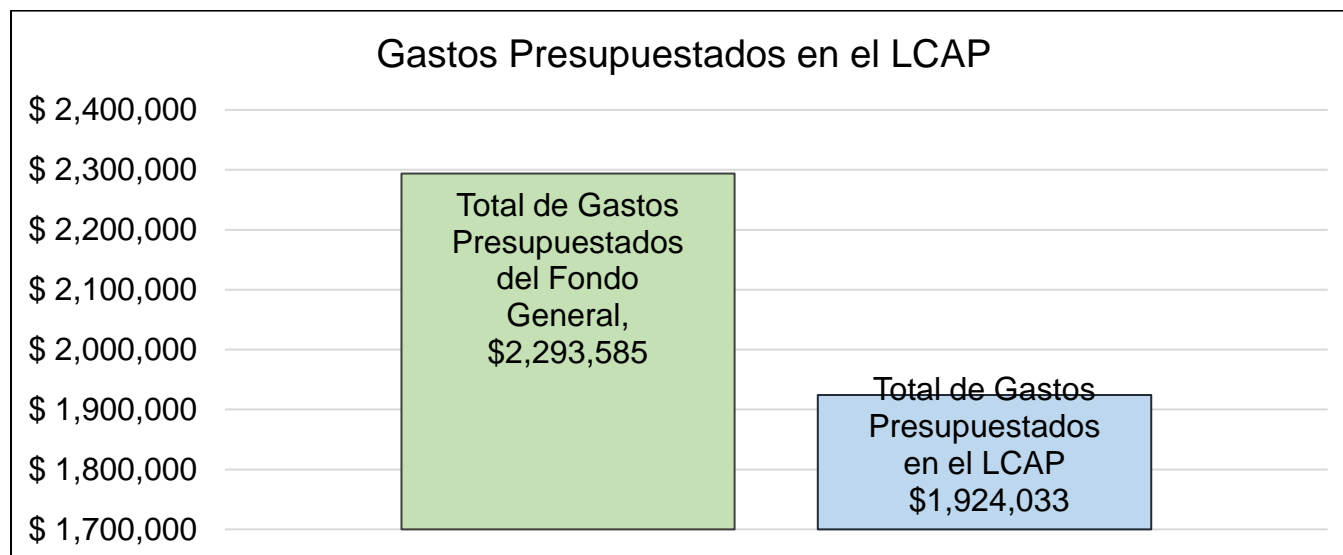 Gastos Presupuestados en el LCAP
$ 2,400,000
$ 2,300,000
$ 2,200,000
$ 2,100,000
$ 2,000,000
$ 1,900,000
$ 1,800,000
$ 1,700,000
Total de Gastos
Presupuestados
del Fondo
General,
$2,293,585
Total de Gastos
Presupuestados
en el LCAP
$1,924,033